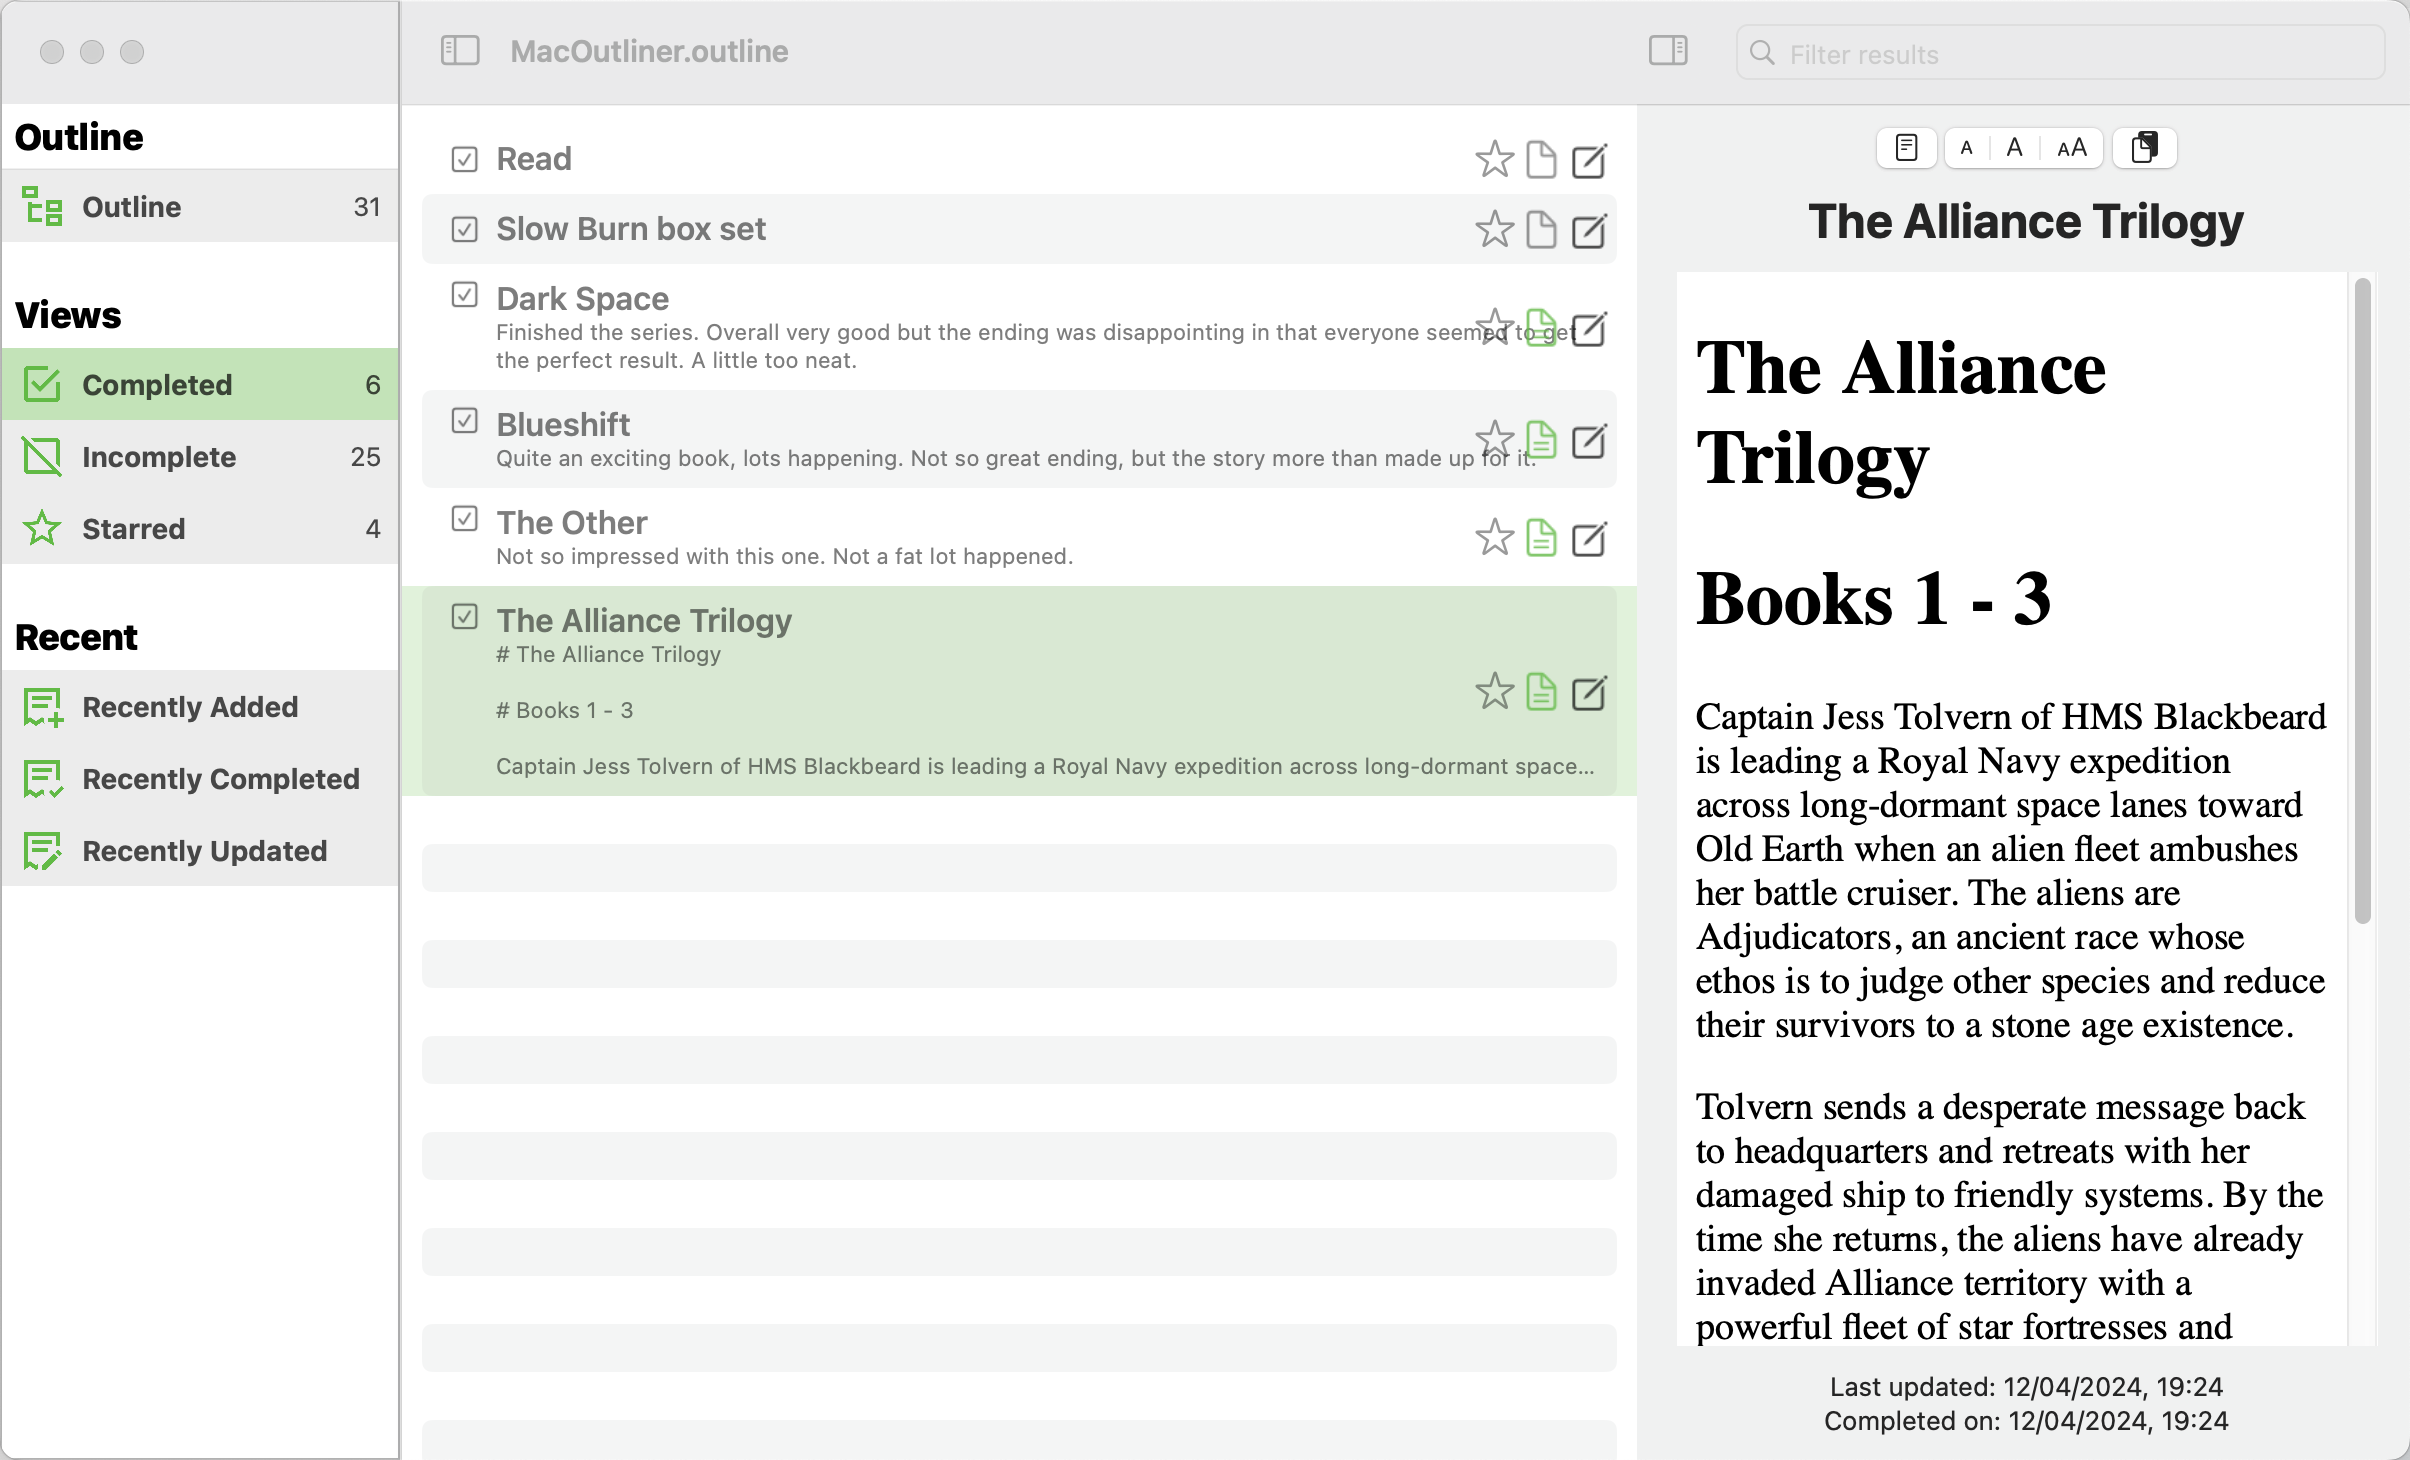 MacOutliner.outline
Filter results
Outline
Outline 31
Views
Completed 6
Incomplete 25
Starred 4
Recent
Recently Added
Recently Completed
Recently Updated
Read
Slow Burn box set
Dark Space
Finished the series. Overall very good but the ending was disappointing in that everyone seemed to get
the perfect result. A little too neat.
Blueshift
Quite an exciting book, lots happening. Not so great ending, but the story more than made up for it.
The Other
Not so impressed with this one. Not a fat lot happened.
The Alliance Trilogy
# The Alliance Trilogy
# Books 1 - 3
Captain Jess Tolvern of HMS Blackbeard is leading a Royal Navy expedition across long-dormant space...
A A AA
The Alliance Trilogy
The Alliance
Trilogy
Books 1 - 3
Captain Jess Tolvern of HMS Blackbeard
is leading a Royal Navy expedition
across long-dormant space lanes toward
Old Earth when an alien fleet ambushes
her battle cruiser. The aliens are
Adjudicators, an ancient race whose
ethos is to judge other species and reduce
their survivors to a stone age existence.
Tolvern sends a desperate message back
to headquarters and retreats with her
damaged ship to friendly systems. By the
time she returns, the aliens have already
invaded Alliance territory with a
powerful fleet of star fortresses and
Last updated: 12/04/2024, 19:24
Completed on: 12/04/2024, 19:24